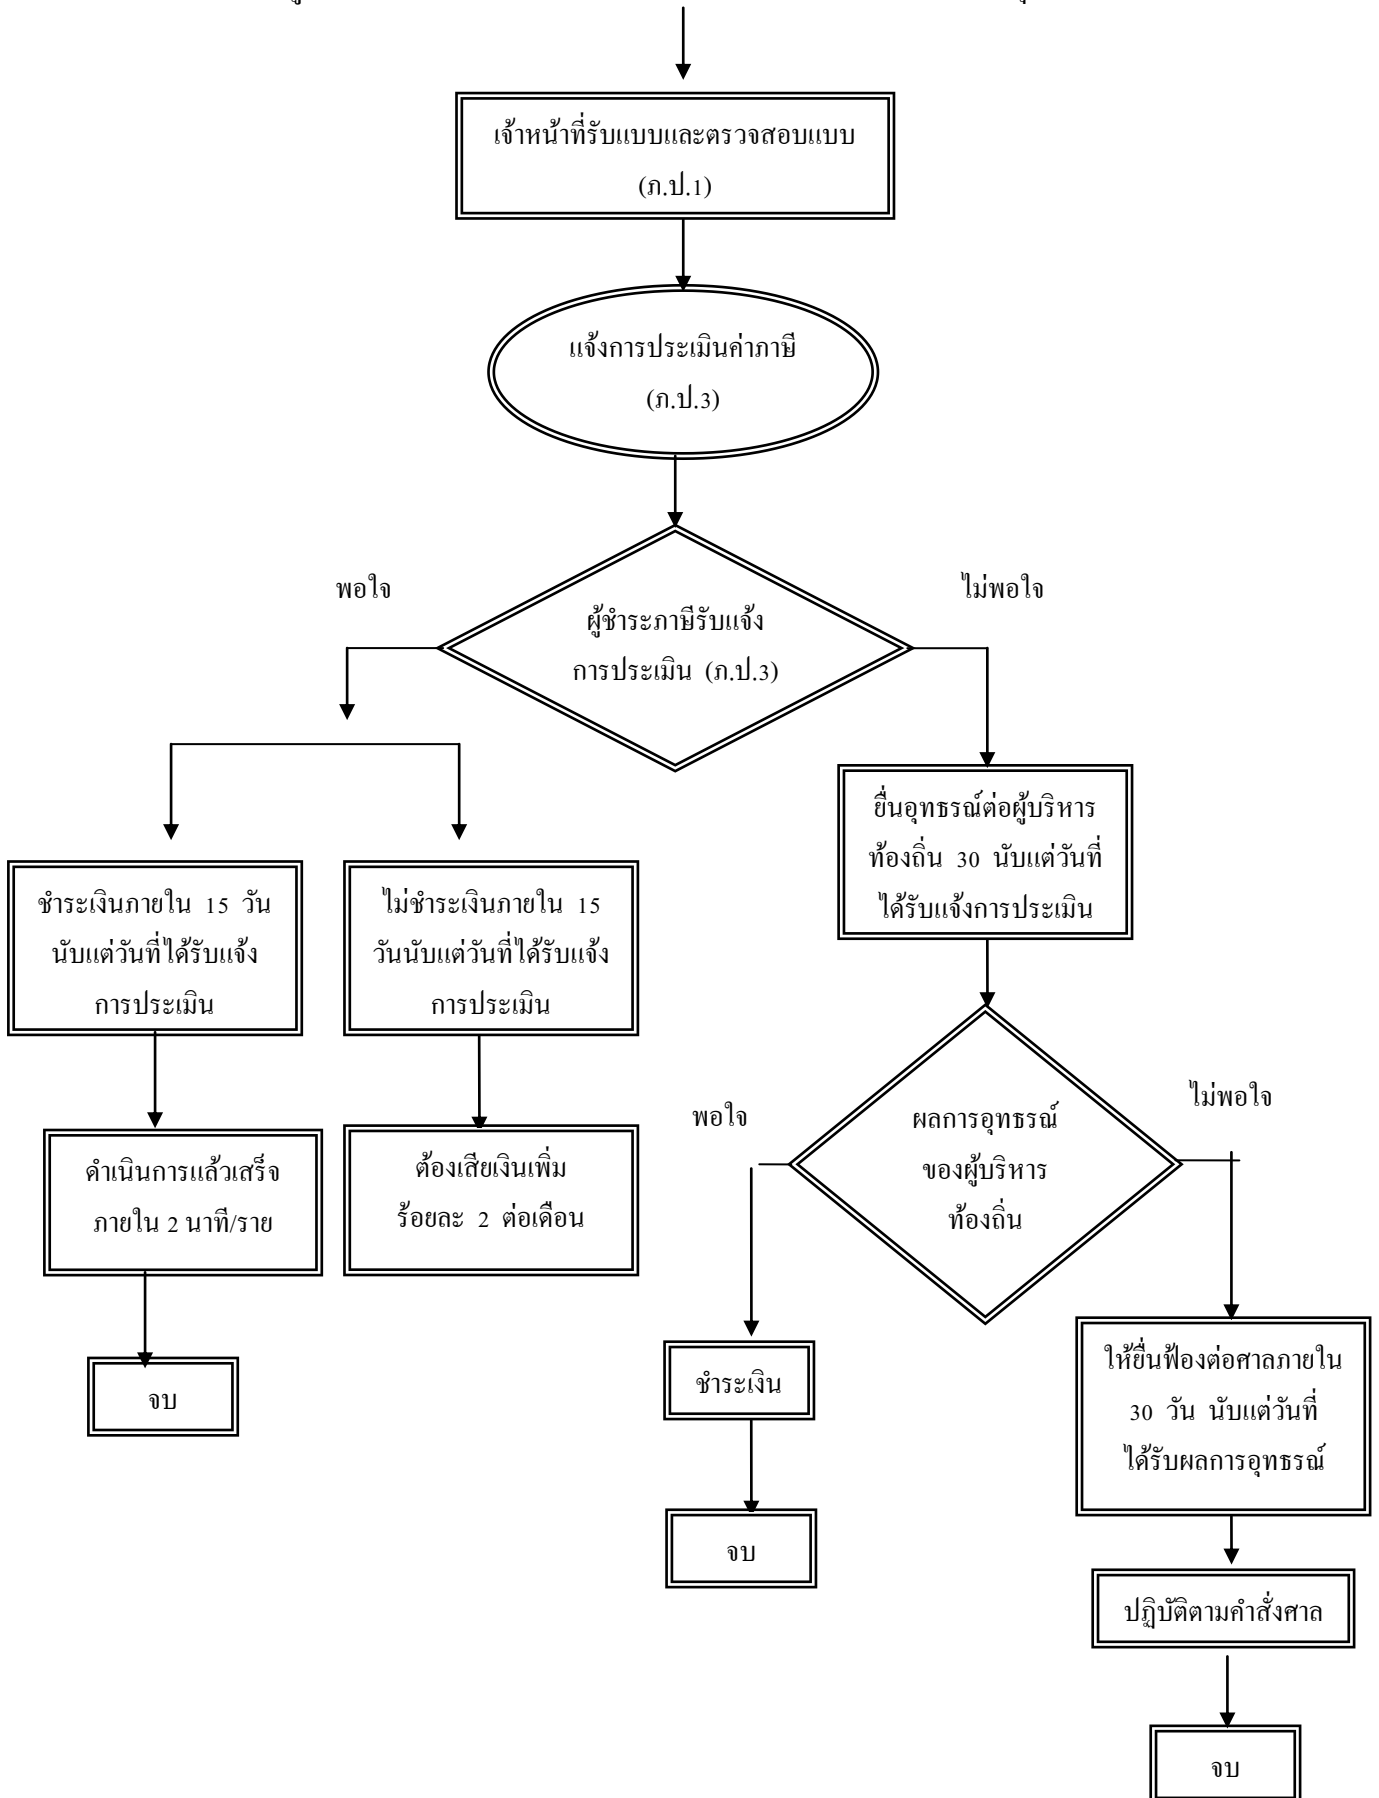 เจ้าหน้าที่รับแบบและตรวจสอบแบบ
(ภ.ป.1)
แจ้งการประเมินค่าภาษี
(ภ.ป.3)
พอใจ
ไม่พอใจ
ผู้ชำระภาษีรับแจ้ง
การประเมิน (ภ.ป.3)
ยื่นอุทธรณ์ต่อผู้บริหาร
ท้องถิ่น 30 นับแต่วันที่
ได้รับแจ้งการประเมิน
ชำระเงินภายใน 15 วัน
นับแต่วันที่ได้รับแจ้ง
การประเมิน
ไม่ชำระเงินภายใน 15
วันนับแต่วันที่ได้รับแจ้ง
การประเมิน
ดำเนินการแล้วเสร็จ
ภายใน 2 นาที/ราย
ต้องเสียเงินเพิ่ม
ร้อยละ 2 ต่อเดือน
จบ
พอใจ
ไม่พอใจ
ผลการอุทธรณ์
ของผู้บริหาร
ท้องถิ่น
ชำระเงิน
จบ
ให้ยื่นฟ้องต่อศาลภายใน
30 วัน นับแต่วันที่
ได้รับผลการอุทธรณ์
ปฏิบัติตามคำสั่งศาล
จบ